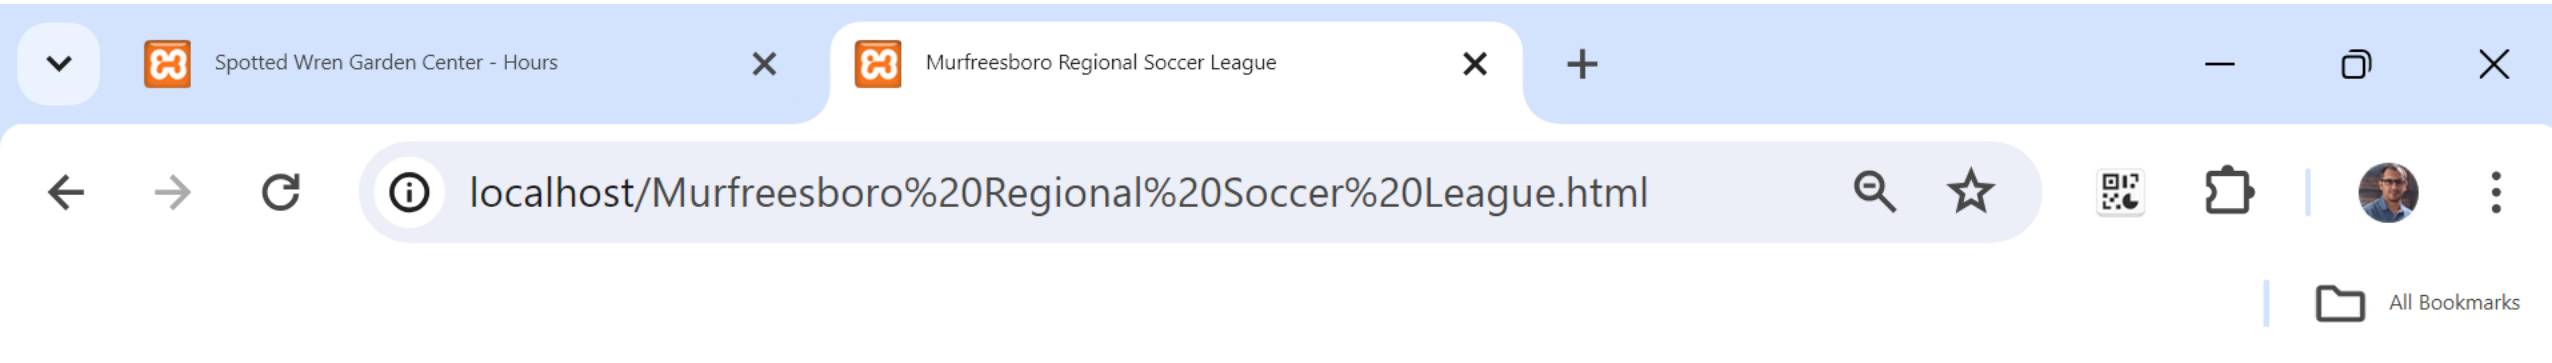 Spotted Wren Garden Center - Hours
Murfreesboro Regional Soccer League
localhost/Murfreesboro%20Regional%20Soccer%20League.html
All Bookmarks